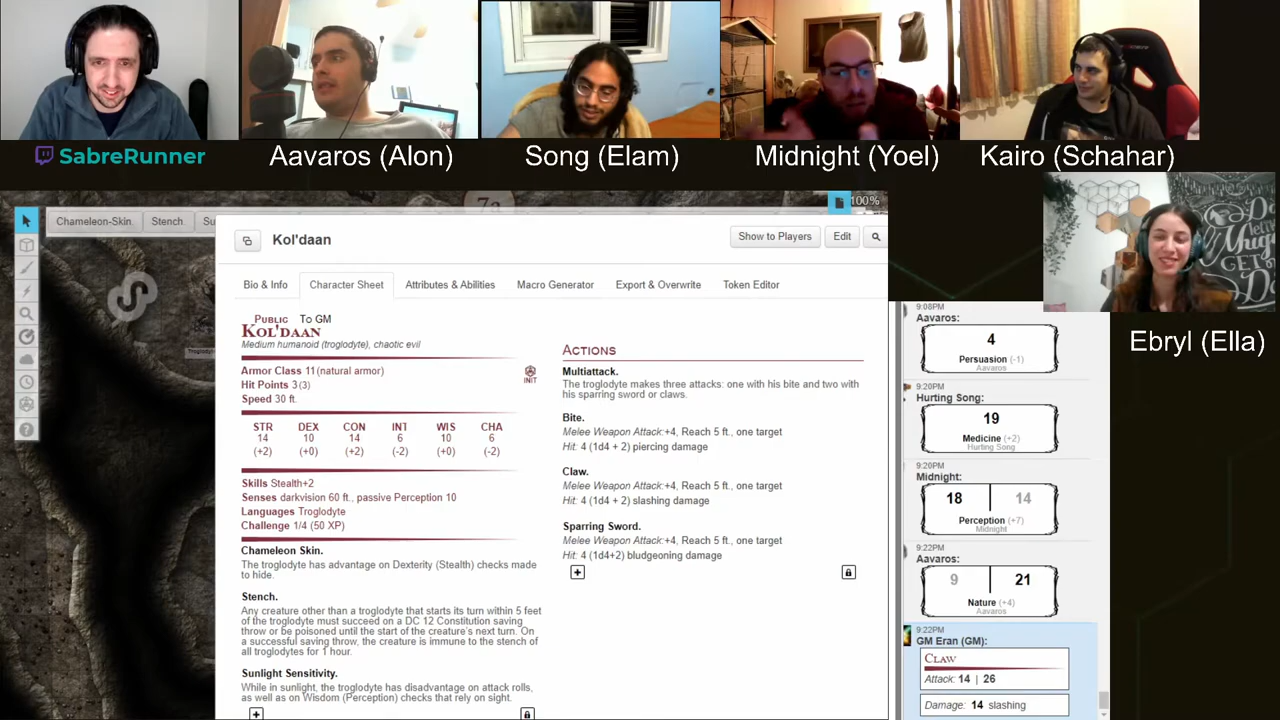 SabreRunner
Aavaros (Alon)
Song (Elam)
Midnight (Yoel)
Kairo (Schahar)
Ebryl (Ella)
7a
100%
Chameleon-Skin
Stench
Su
Kol'daan
Show to Players
Edit
Bio & Info
Character Sheet
Attributes & Abilities
Macro Generator
Export & Overwrite
Token Editor
PUBLIC To GM
KOL'DAAN
Medium humanoid (troglodyte), chaotic evil
Armor Class 11 (natural armor)
Hit Points 3 (3)
Speed 30 ft.
INIT
STR DEX CON INT WIS CHA
14 10 14 6 10 6
(+2) (+0) (+2) (-2) (+0) (-2)
Skills Stealth+2
Senses darkvision 60 ft., passive Perception 10
Languages Troglodyte
Challenge 1/4 (50 XP)
Chameleon Skin.
The troglodyte has advantage on Dexterity (Stealth) checks made
to hide.
Stench.
Any creature other than a troglodyte that starts its turn within 5 feet
of the troglodyte must succeed on a DC 12 Constitution saving
throw or be poisoned until the start of the creature's next turn. On
a successful saving throw, the creature is immune to the stench of
all troglodytes for 1 hour.
Sunlight Sensitivity.
While in sunlight, the troglodyte has disadvantage on attack rolls,
as well as on Wisdom (Perception) checks that rely on sight.
ACTIONS
Multiattack.
The troglodyte makes three attacks: one with his bite and two with
his sparring sword or claws.
Bite.
Melee Weapon Attack:+4, Reach 5 ft., one target
Hit: 4 (1d4 + 2) piercing damage
Claw.
Melee Weapon Attack:+4, Reach 5 ft., one target
Hit: 4 (1d4 + 2) slashing damage
Sparring Sword.
Melee Weapon Attack:+4, Reach 5 ft., one target
Hit: 4 (1d4+2) bludgeoning damage
9:08PM
Aavaros:
4
Persuasion (-1)
Aavaros
9:20PM
Hurting Song:
19
Medicine (+2)
Hurting Song
9:20PM
Midnight:
18 14
Perception (+7)
Midnight
9:22PM
Aavaros:
9 21
Nature (+4)
Aavaros
9:22PM
GM Eran (GM):
CLAW
Attack: 14 | 26
Damage: 14 slashing